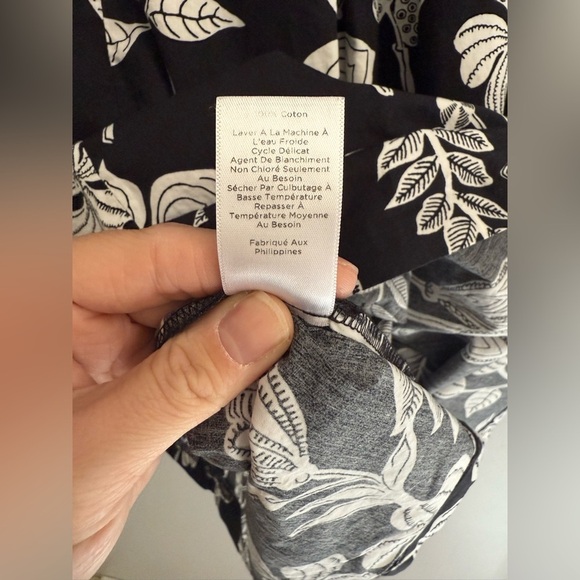 100% Coton
Laver A La Machine À
L'eau Froide
Cycle Délicat
Agent De Blanchiment
Non Chloré Seulement
Au Besoin
Sécher Par Culbutage À
Basse Température
Repasser À
Température Moyenne
Au Besoin
Fabriqué Aux
Philippines